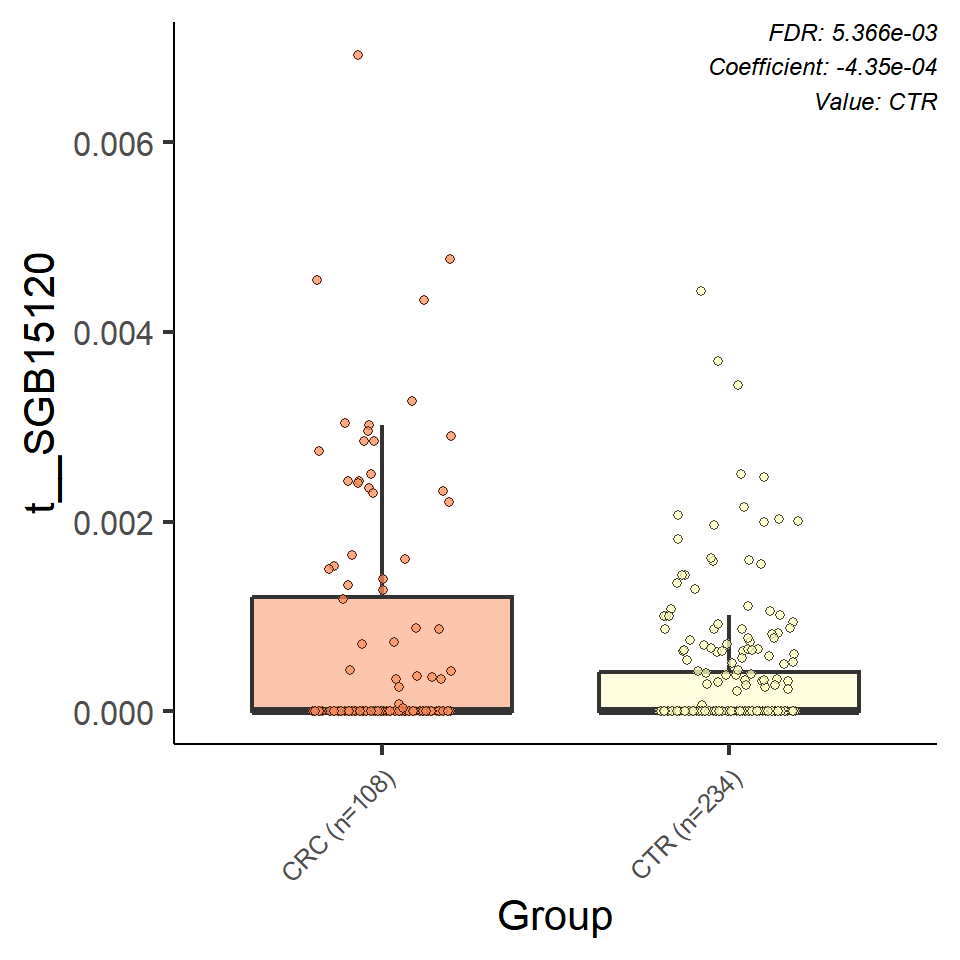 FDR: 5.366e-03
Coefficient: -4.35e-04
Value: CTR
t__SGB15120
0.006
0.004
0.002
0.000
CRC (n=108)
CTR (n=234)
Group